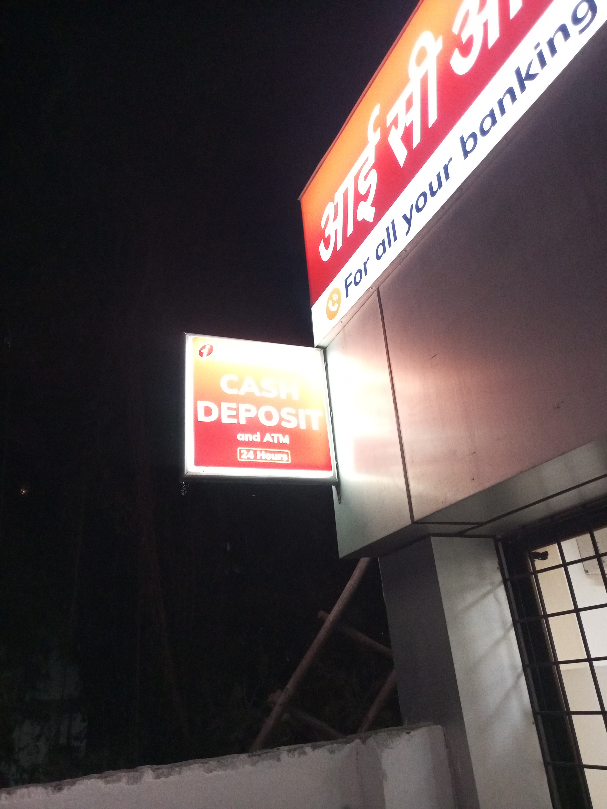 आई सी आ
For all your banking
CASH
DEPOSIT
and ATM
24 Hours